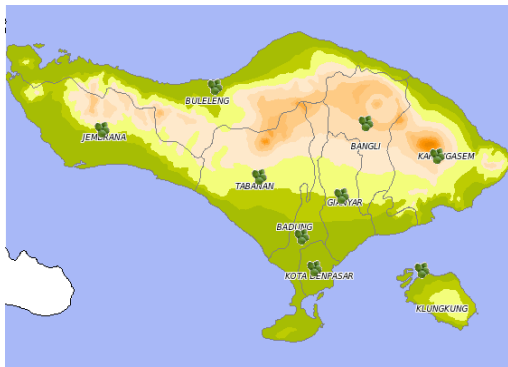 BULELENG
JEMBRANA
BANGLI
KARANGASEM
TABANAN
GIANYAR
BADUNG
KOTA DENPASAR
KLUNGKUNG